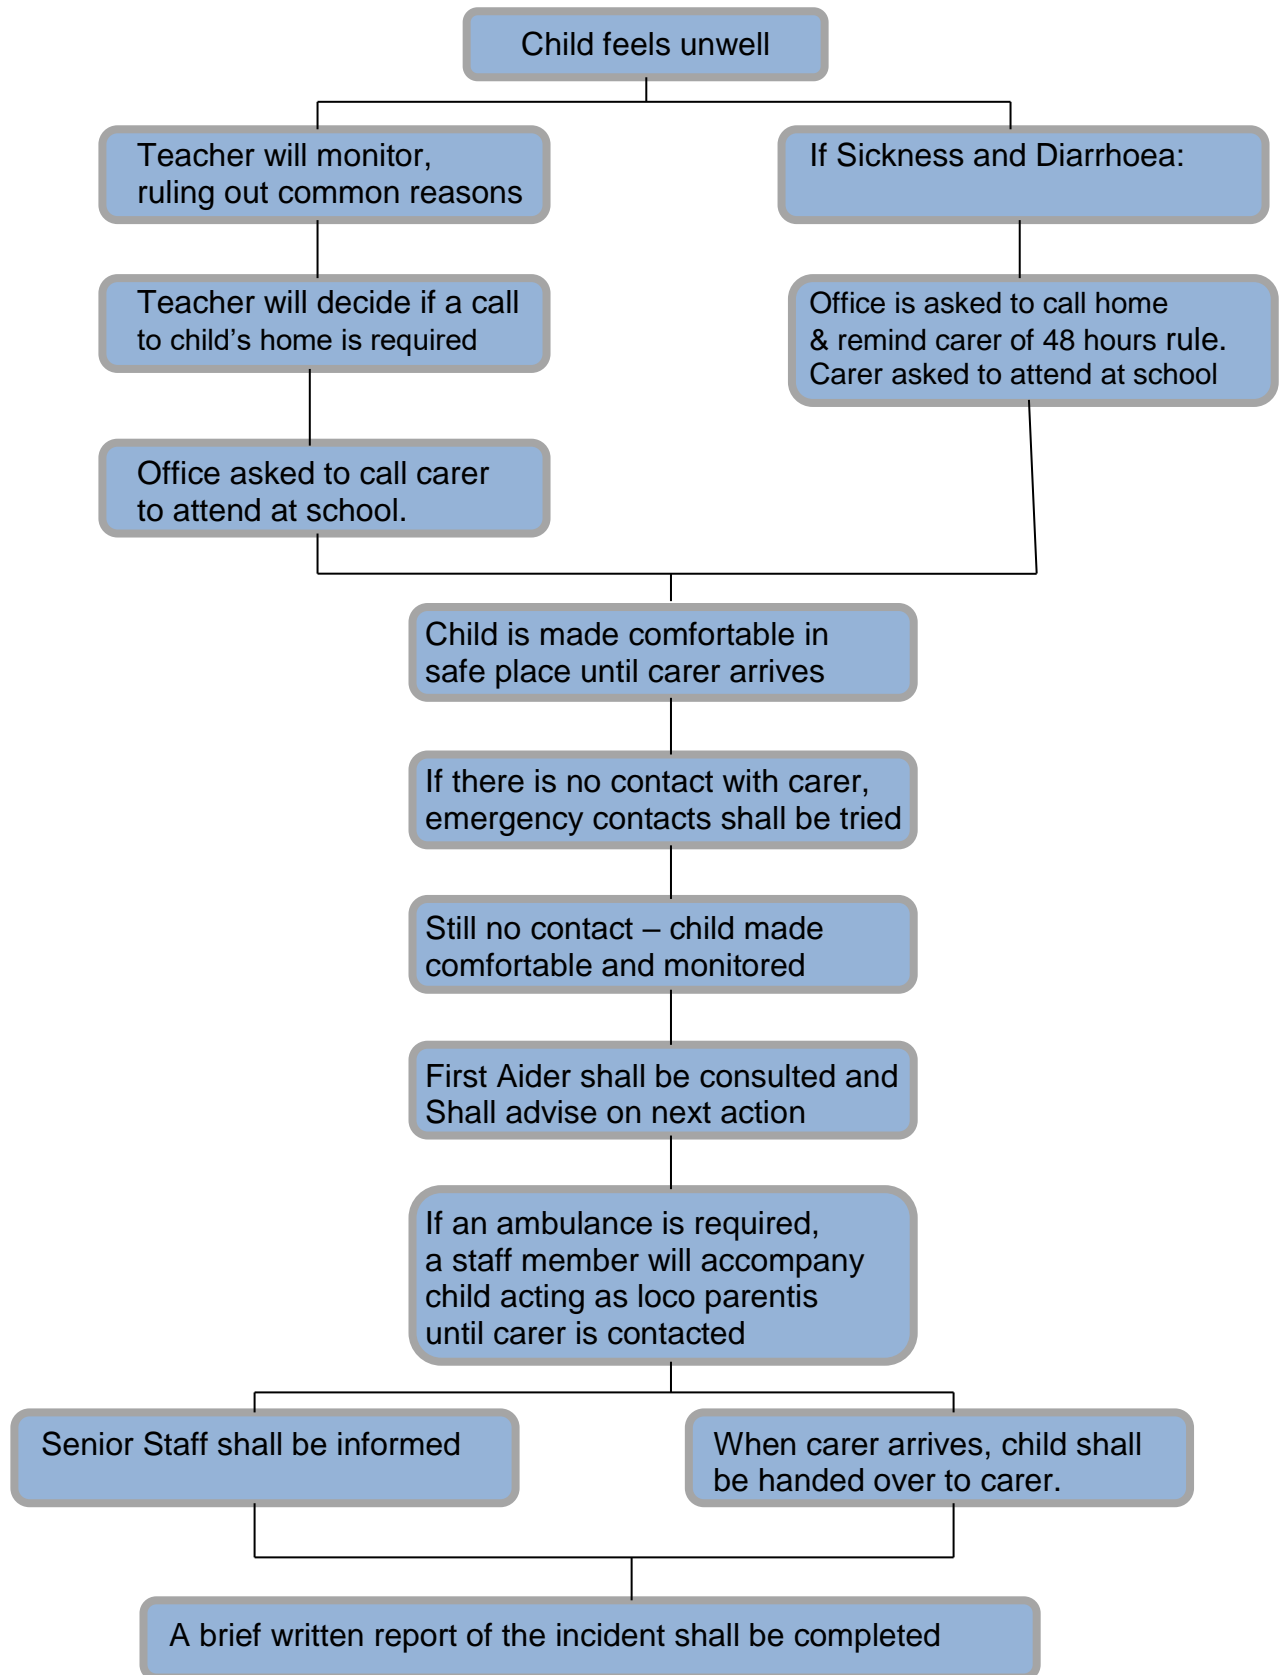 Child feels unwell
Teacher will monitor,
ruling out common reasons
If Sickness and Diarrhoea:
Teacher will decide if a call
to child’s home is required
Office is asked to call home
& remind carer of 48 hours rule.
Carer asked to attend at school
Office asked to call carer
to attend at school.
Child is made comfortable in
safe place until carer arrives
If there is no contact with carer,
emergency contacts shall be tried
Still no contact – child made
comfortable and monitored
First Aider shall be consulted and
Shall advise on next action
If an ambulance is required,
a staff member will accompany
child acting as loco parentis
until carer is contacted
Senior Staff shall be informed
When carer arrives, child shall
be handed over to carer.
A brief written report of the incident shall be completed